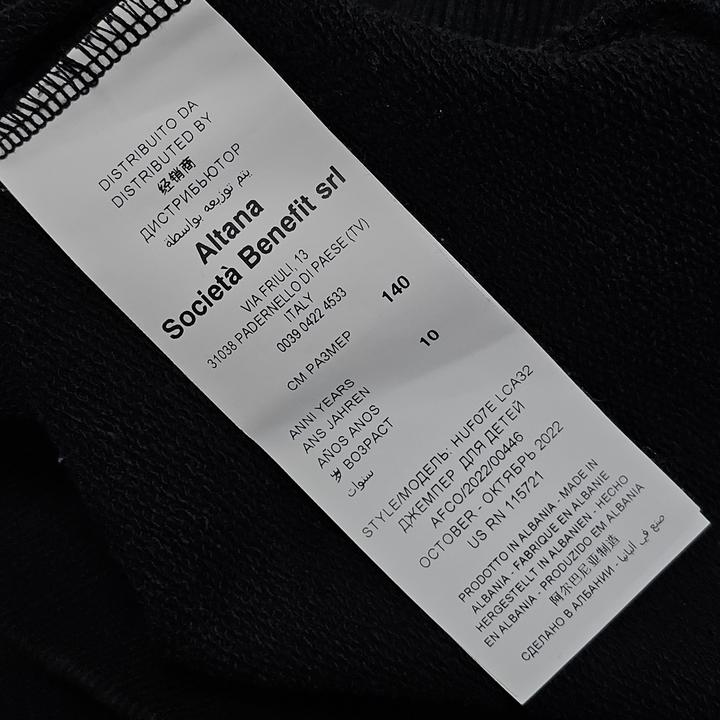 DISTRIBUITO DA
DISTRIBUTED BY
经销商
ДИСТРИБЬЮТОР
يتم توزيعه بواسطة
Altana
Società Benefit srl
VIA FRIULI, 13
31038 PADERNELLO DI PAESE (TV)
ITALY
0039 0422 4533
CM РАЗМЕР 140
ANNI YEARS 10
ANS JAHREN
AÑOS ANOS
岁 ВОЗРАСТ
سنوات
STYLE/МОДЕЛЬ: HUF07E LCA32
ДЖЕМПЕР ДЛЯ ДЕТЕЙ
AFCO/2022/00446
OCTOBER - ОКТЯБРЬ 2022
US RN 115721
PRODOTTO IN ALBANIA - MADE IN
ALBANIA - FABRIQUE EN ALBANIE
HERGESTELLT IN ALBANIEN - HECHO
EN ALBANIA - PRODUZIDO EM ALBANIA
阿尔巴尼亚制造
СДЕЛАНО В АЛБАНИИ - صنع في البانيا